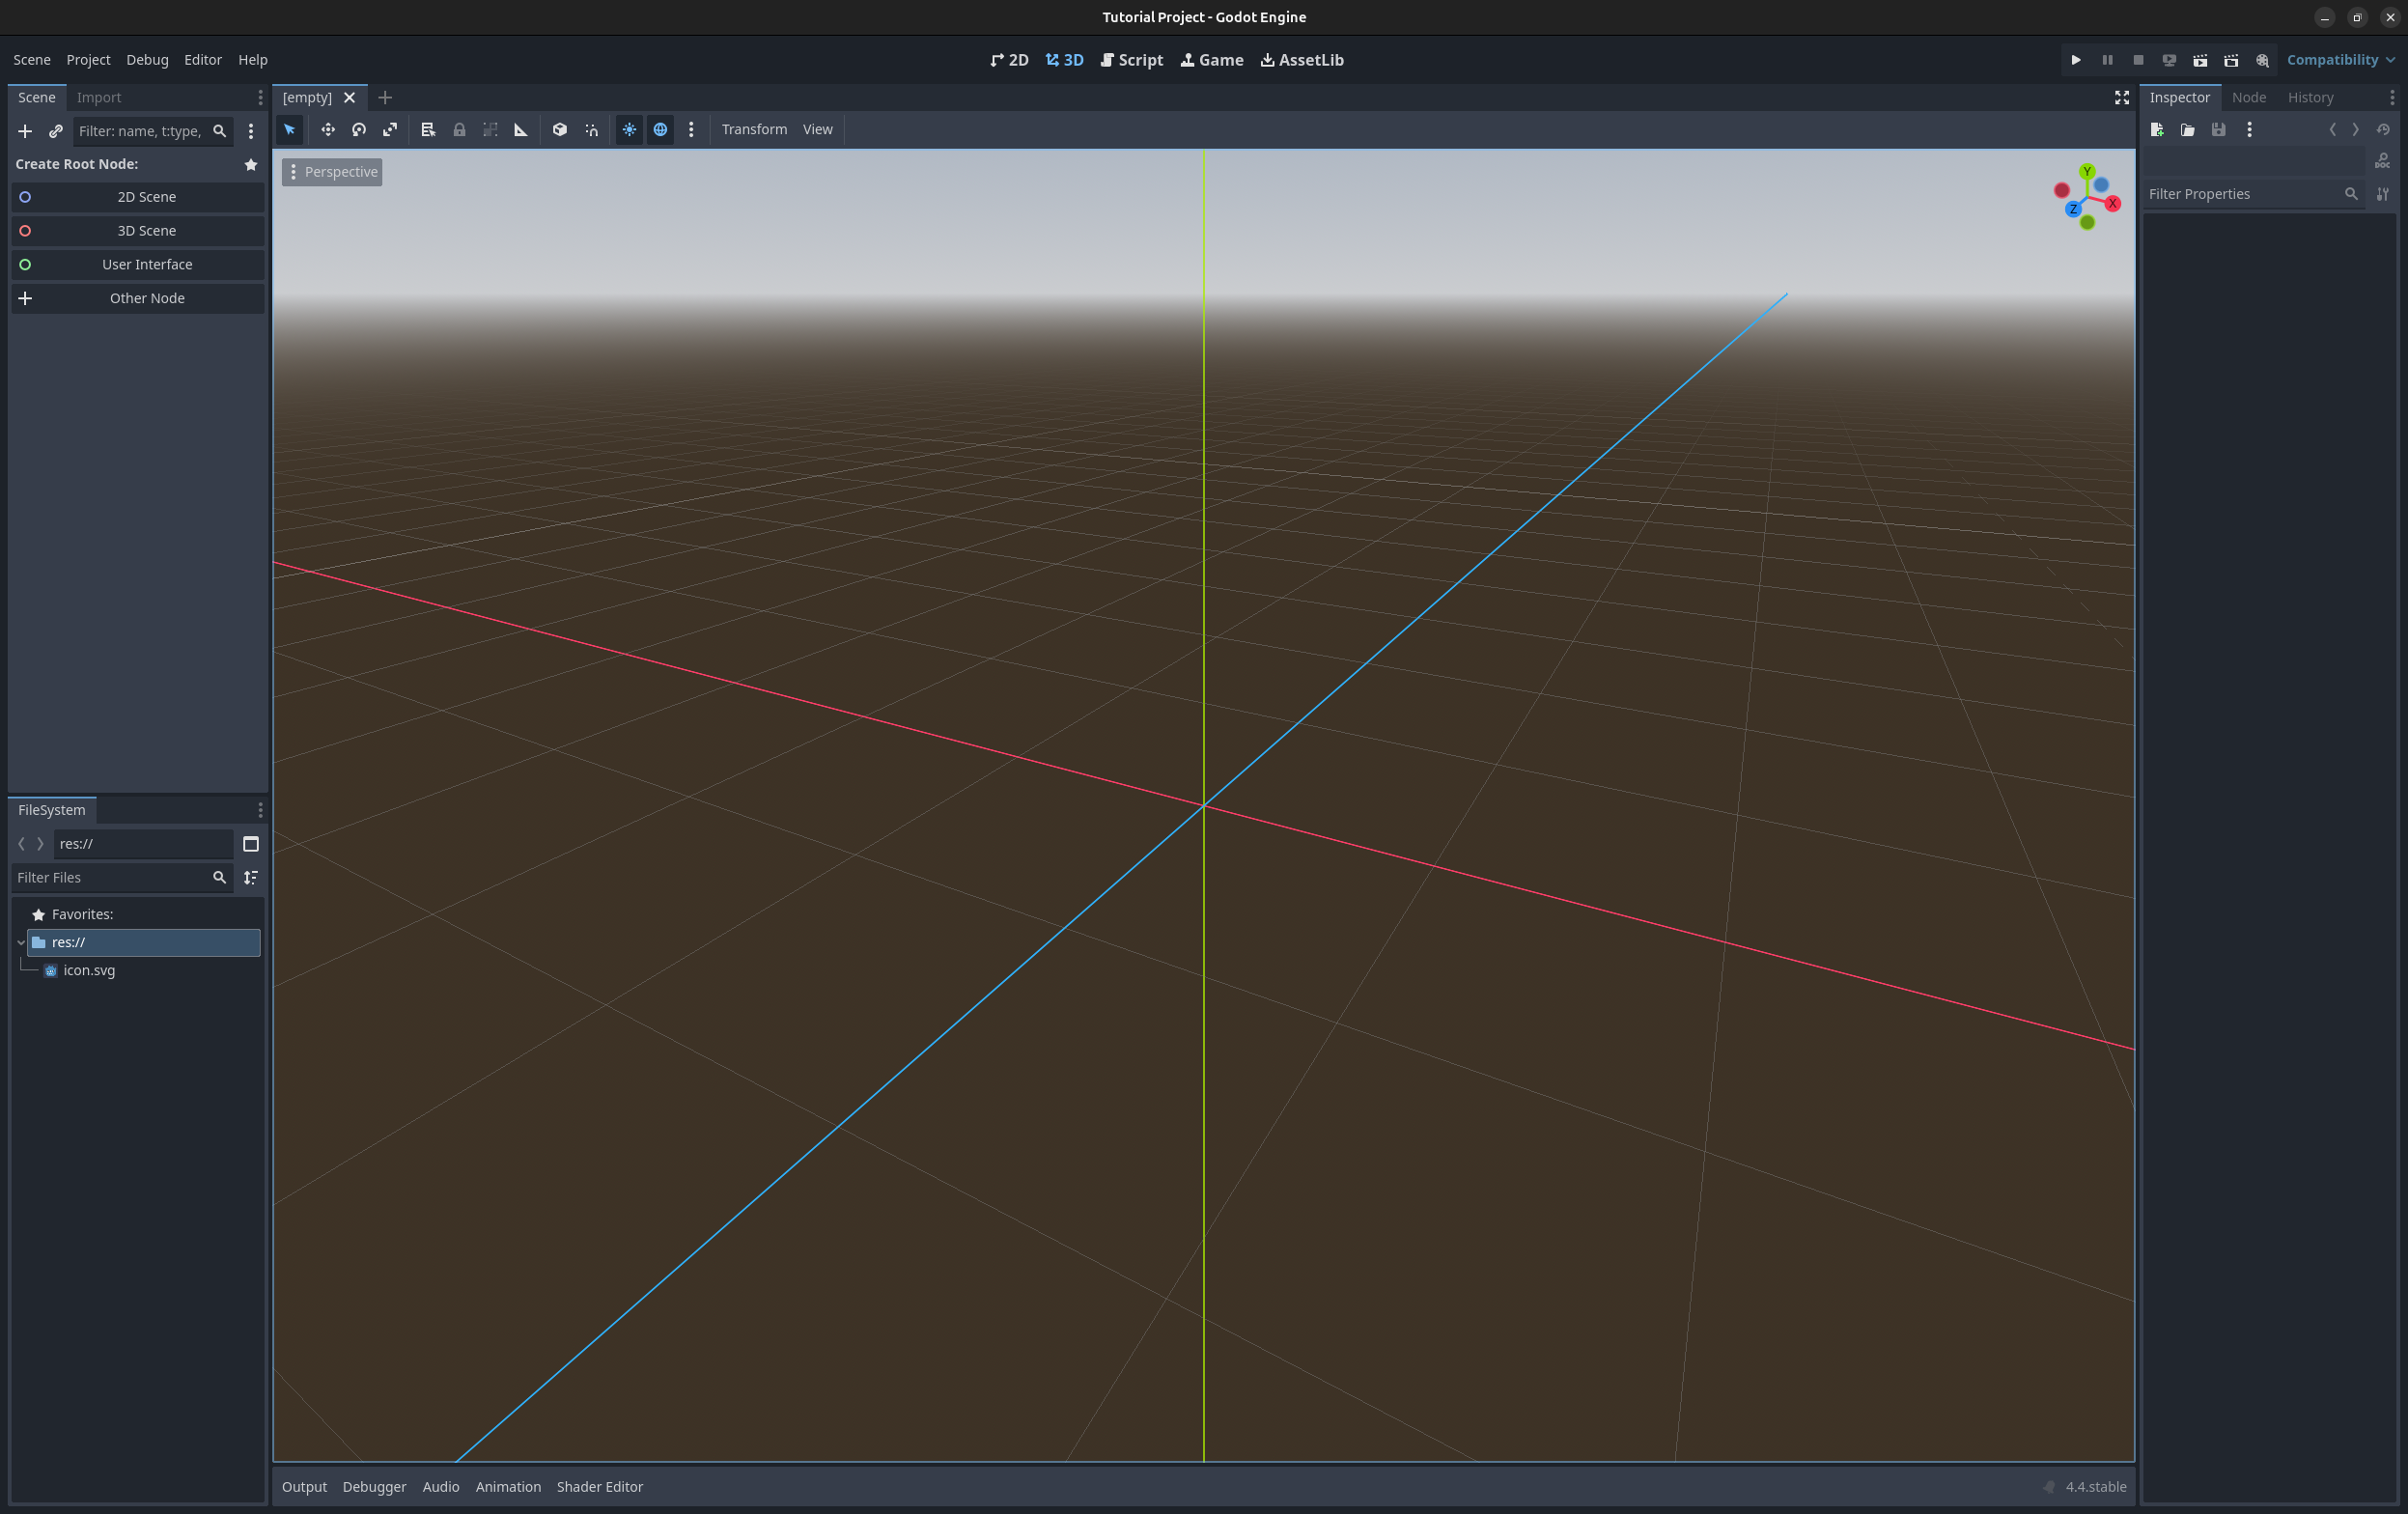 Tutorial Project - Godot Engine
Scene Project Debug Editor Help
2D 3D Script Game AssetLib
Compatibility
Scene Import
[empty]
Inspector Node History
Filter: name, t:type,
Transform View
Create Root Node:
Perspective
DOC
Filter Properties
2D Scene
3D Scene
User Interface
Other Node
Y
X
Z
FileSystem
res://
Filter Files
Favorites:
res://
icon.svg
Output Debugger Audio Animation Shader Editor
4.4.stable